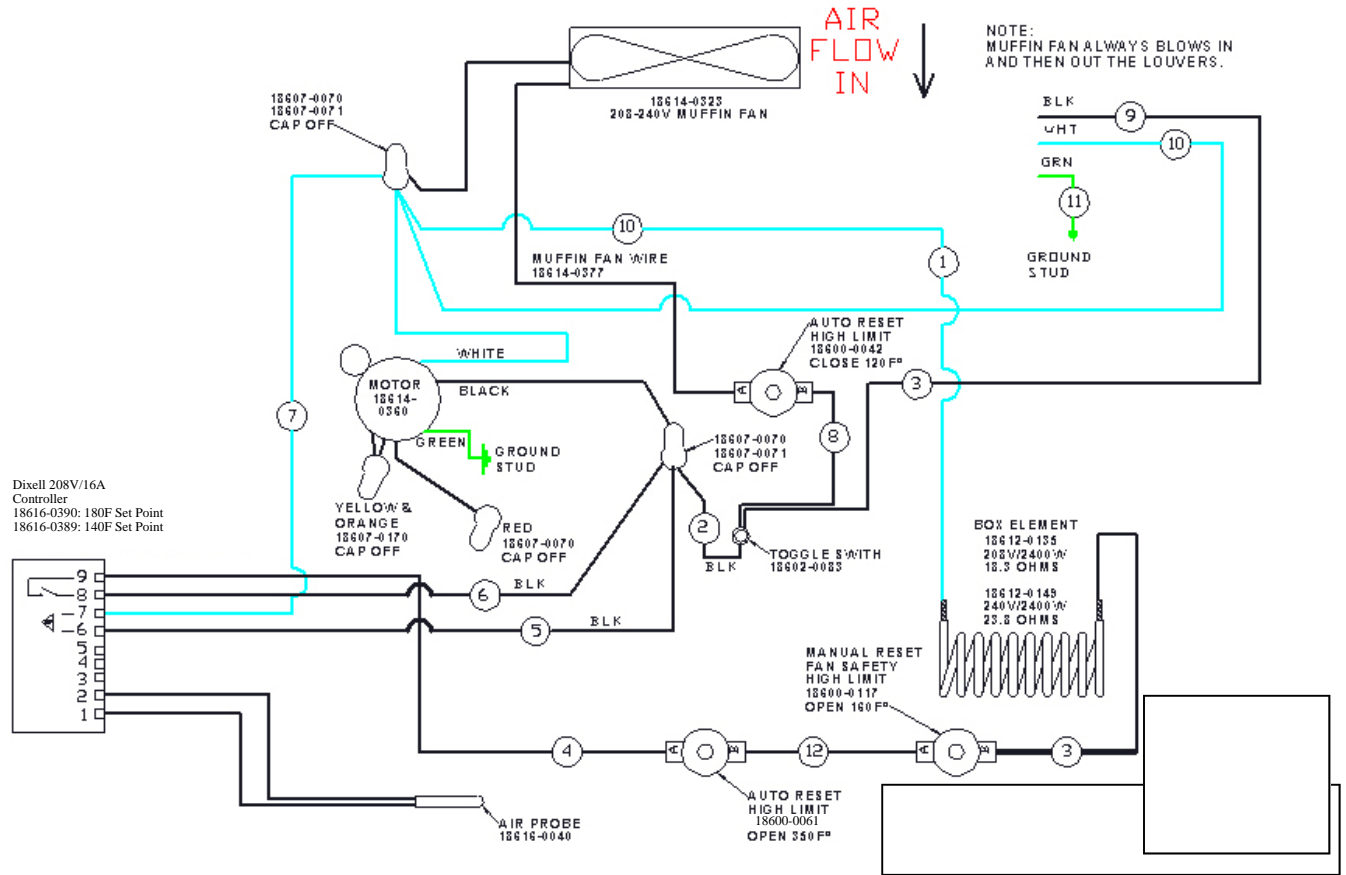 AIR
FLOW
IN
NOTE:
MUFFIN FAN ALWAYS BLOWS IN
AND THEN OUT THE LOUVERS.
18614-0323
208-240V MUFFIN FAN
18607-0070
18607-0071
CAP OFF
BLK
9
WHT
10
GRN
11
GROUND
STUD
10
1
MUFFIN FAN WIRE
18614-0377
AUTO RESET
HIGH LIMIT
18600-0042
CLOSE 120F°
A
B
3
8
WHITE
MOTOR
18614-
0360
BLACK
GREEN
GROUND
STUD
7
18607-0070
18607-0071
CAP OFF
YELLOW &
ORANGE
18607-0170
CAP OFF
RED
18607-0070
CAP OFF
2
BLK
TOGGLE SWITH
18602-0083
Dixell 208V/16A
Controller
18616-0390: 180F Set Point
18616-0389: 140F Set Point
9
8
7
6
5
4
3
2
1
6
BLK
5
BLK
BOX ELEMENT
18612-0135
208V/2400W
18.3 OHMS
18612-0149
240V/2400W
23.8 OHMS
MANUAL RESET
FAN SAFETY
HIGH LIMIT
18600-0117
OPEN 160F°
4
A
B
12
A
B
3
AUTO RESET
HIGH LIMIT
18600-0061
OPEN 350F°
AIR PROBE
18616-0040